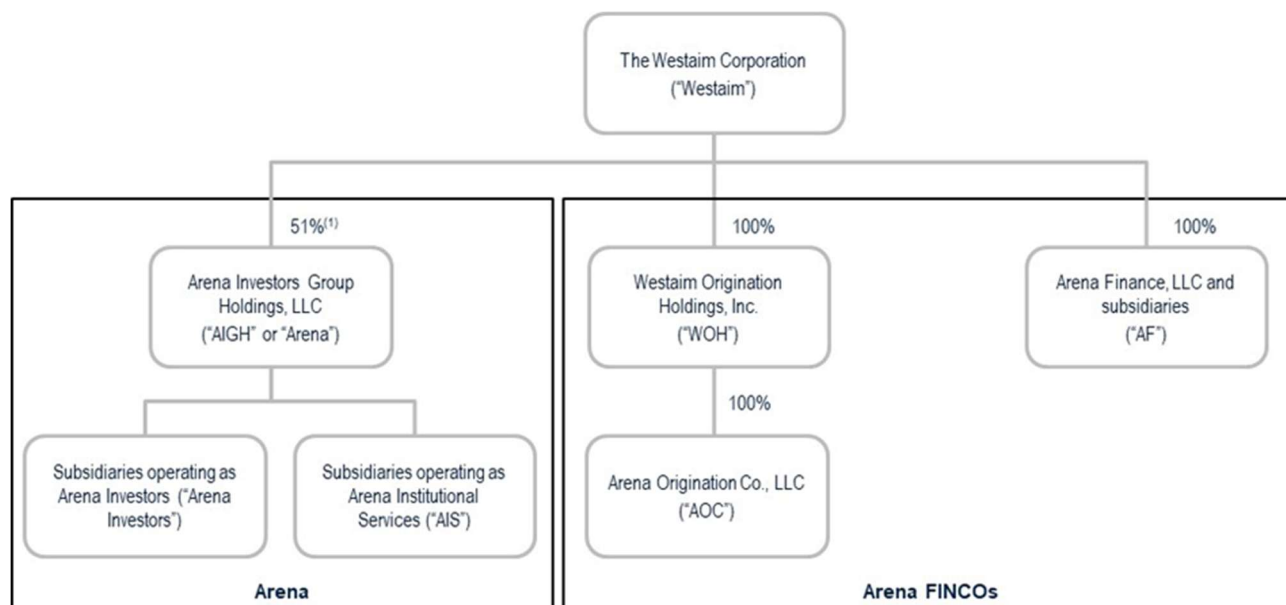 The Westaim Corporation
("Westaim")
51%(1)
100%
100%
Arena Investors Group
Holdings, LLC
("AIGH" or "Arena")
Westaim Origination
Holdings, Inc.
("WOH")
Arena Finance, LLC and
subsidiaries
("AF")
100%
Subsidiaries operating as
Arena Investors ("Arena
Investors")
Subsidiaries operating as
Arena Institutional
Services ("AIS")
Arena Origination Co., LLC
("AOC")
Arena
Arena FINCOs